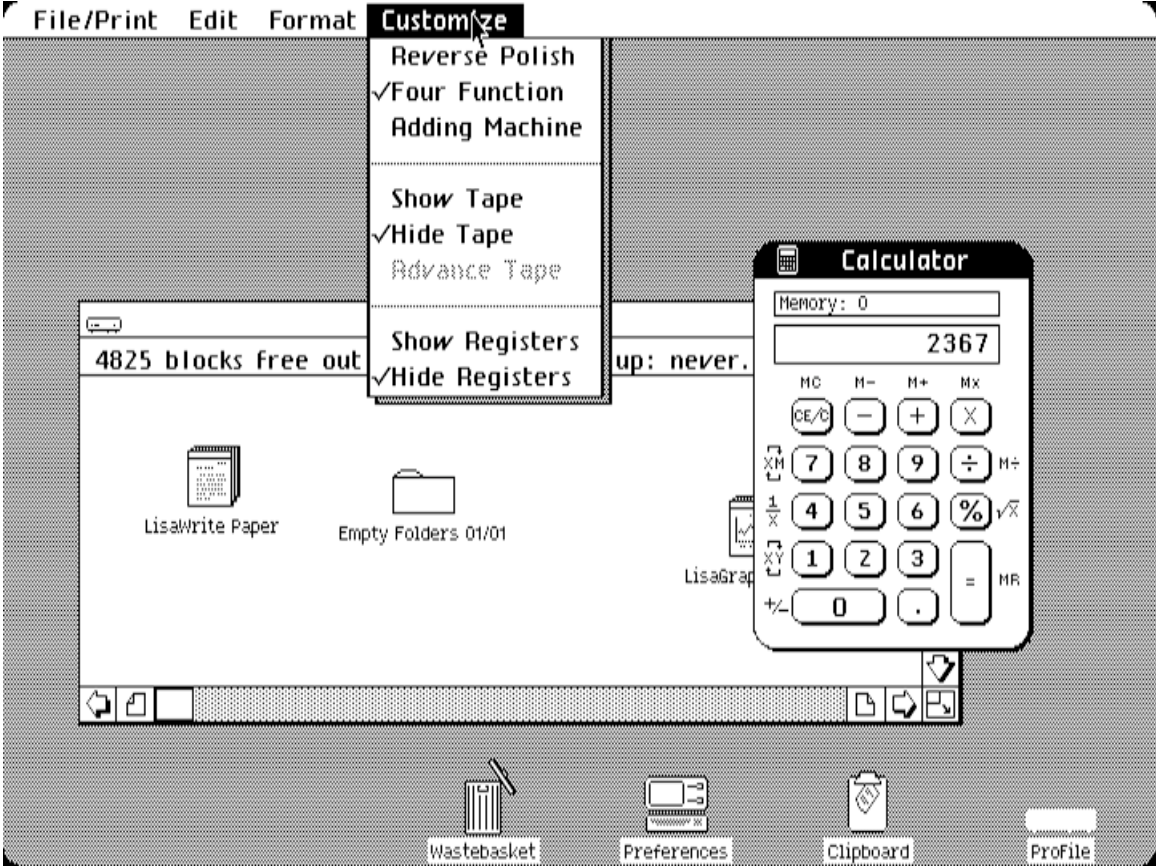 File/Print Edit Format Customize
Reverse Polish
✓Four Function
Adding Machine
Show Tape
✓Hide Tape
Advance Tape
Show Registers
✓Hide Registers
4825 blocks free out
up: never.
LisaWrite Paper
Empty Folders 01/01
LisaGrap
Calculator
Memory: 0
2367
MC M- M+ Mx
CE/C − + X
XM 7 8 9 ÷ M÷
1/X 4 5 6 % √x
XY 1 2 3 = MR
+/- 0 .
Wastebasket
Preferences
Clipboard
ProFile